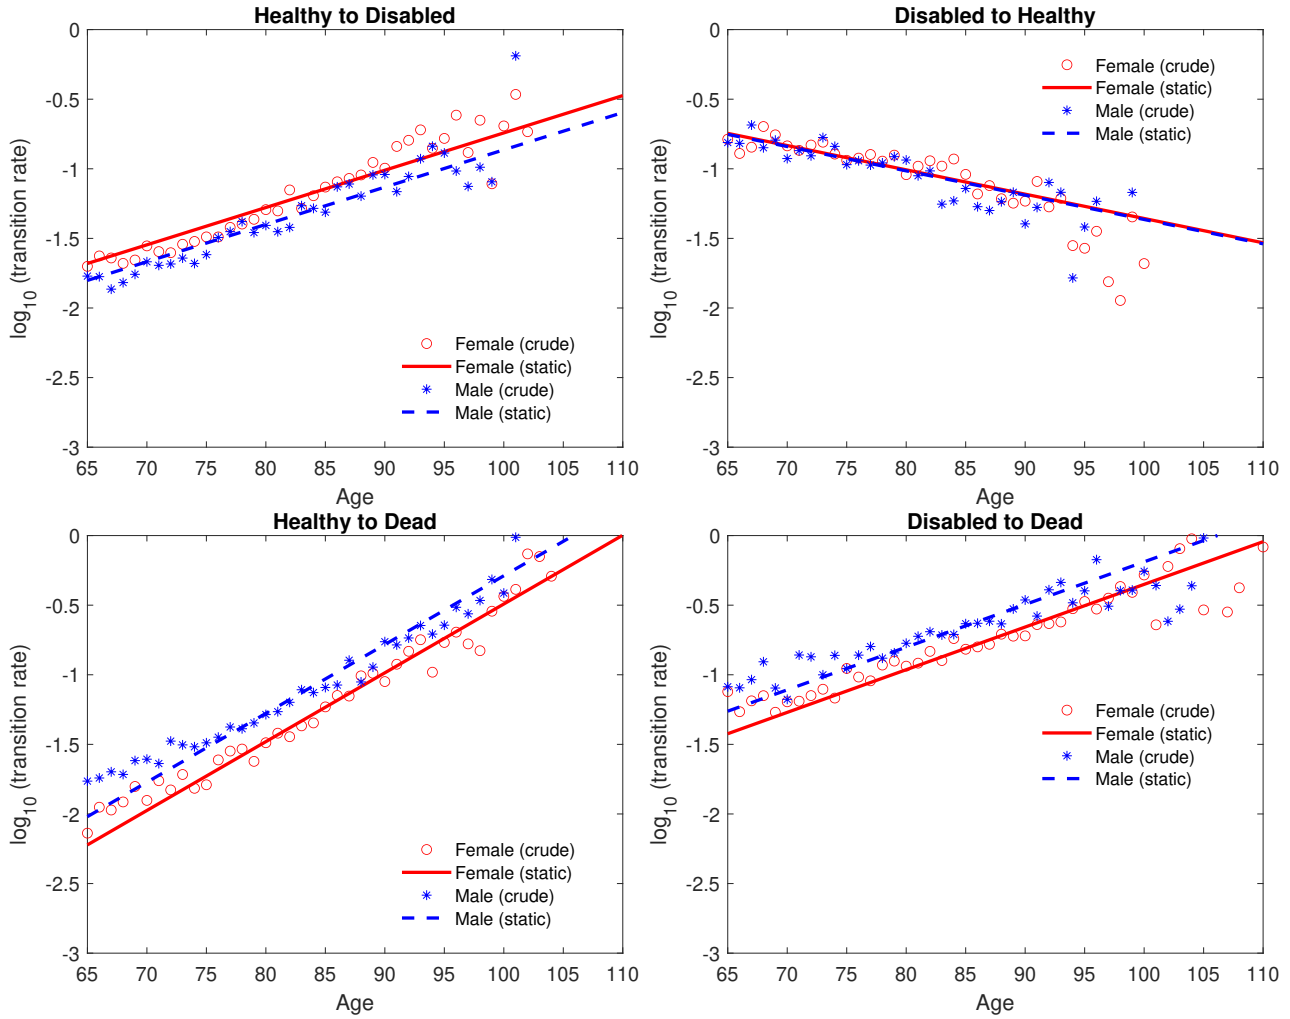 Healthy to Disabled
0
-0.5
-1
-1.5
-2
-2.5
-3
log10 (transition rate)
Female (crude)
Female (static)
Male (crude)
Male (static)
65 70 75 80 85 90 95 100 105 110
Age
Disabled to Healthy
0
-0.5
-1
-1.5
-2
-2.5
-3
log10 (transition rate)
Female (crude)
Female (static)
Male (crude)
Male (static)
65 70 75 80 85 90 95 100 105 110
Age
Healthy to Dead
0
-0.5
-1
-1.5
-2
-2.5
-3
log10 (transition rate)
Female (crude)
Female (static)
Male (crude)
Male (static)
65 70 75 80 85 90 95 100 105 110
Age
Disabled to Dead
0
-0.5
-1
-1.5
-2
-2.5
-3
log10 (transition rate)
Female (crude)
Female (static)
Male (crude)
Male (static)
65 70 75 80 85 90 95 100 105 110
Age